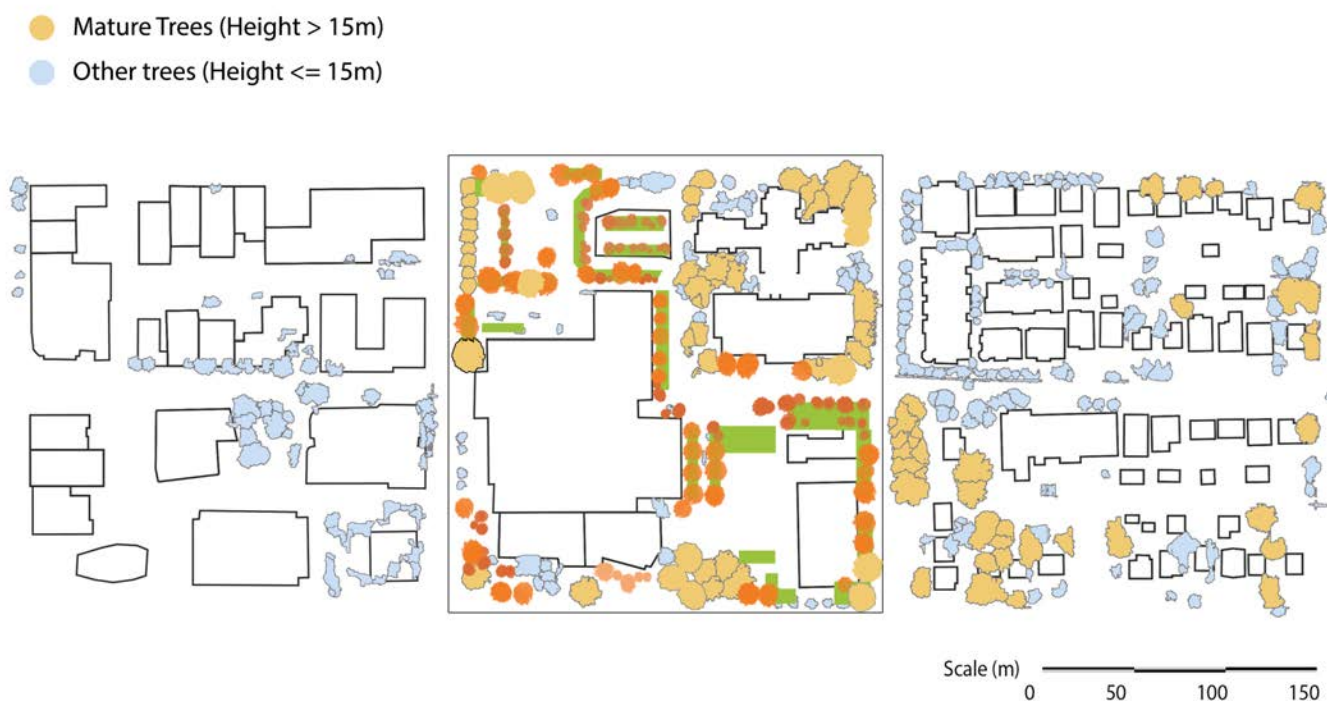 Mature Trees (Height > 15m)
Other trees (Height <= 15m)
Scale (m)
0 50 100 150